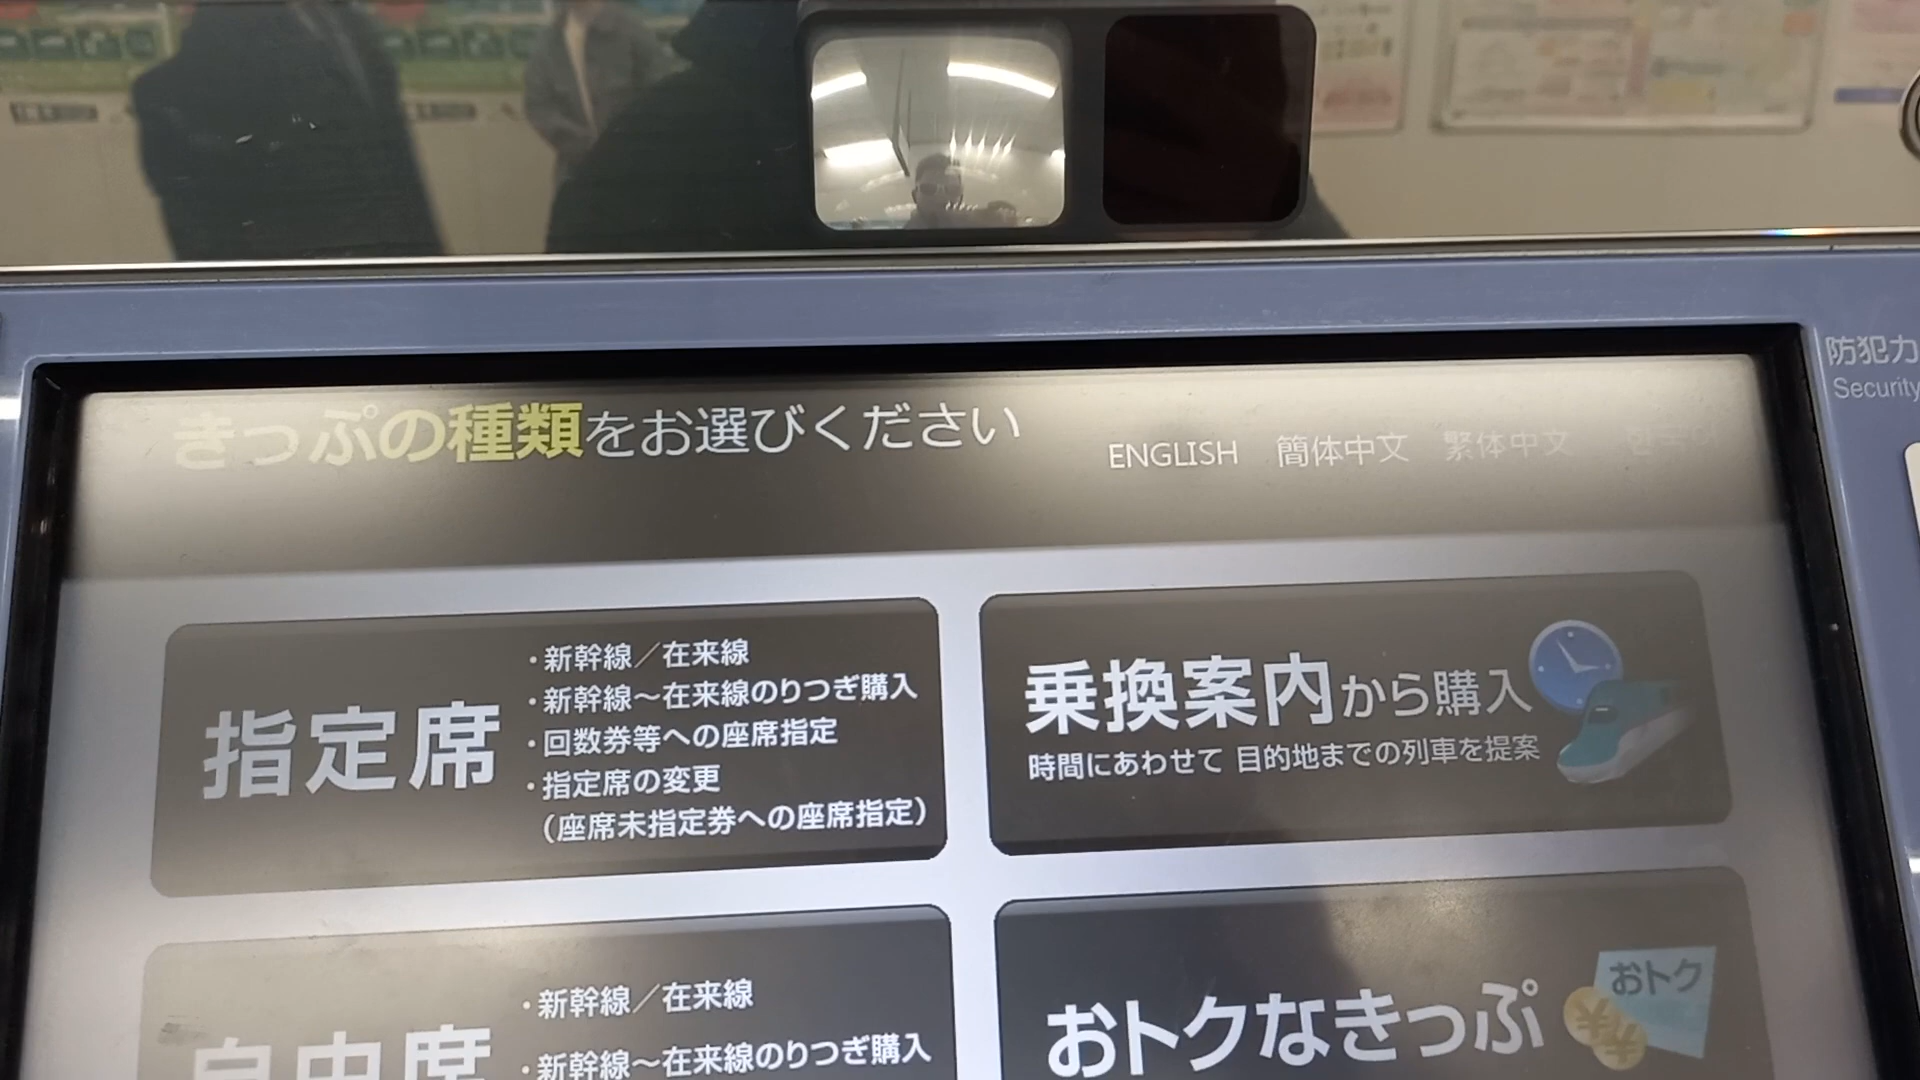 防犯カ
Security
きっぷの種類をお選びください
ENGLISH 簡体中文 繁体中文 한국어
指定席
・新幹線／在来線
・新幹線～在来線のりつぎ購入
・回数券等への座席指定
・指定席の変更
（座席未指定券への座席指定）
乗換案内から購入
時間にあわせて 目的地までの列車を提案
自由席
・新幹線／在来線
・新幹線～在来線のりつぎ購入
おトクなきっぷ
おトク